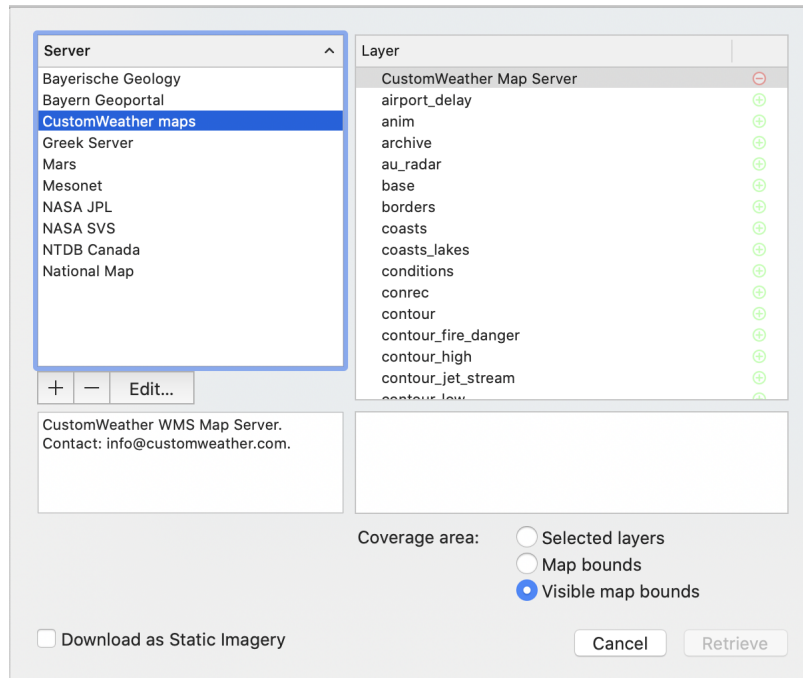 Server
Bayerische Geology
Bayern Geoportal
CustomWeather maps
Greek Server
Mars
Mesonet
NASA JPL
NASA SVS
NTDB Canada
National Map
Edit...
CustomWeather WMS Map Server.
Contact: info@customweather.com.
Layer
CustomWeather Map Server
airport_delay
anim
archive
au_radar
base
borders
coasts
coasts_lakes
conditions
conrec
contour
contour_fire_danger
contour_high
contour_jet_stream
contour_low
Coverage area:
Selected layers
Map bounds
Visible map bounds
Download as Static Imagery
Cancel
Retrieve